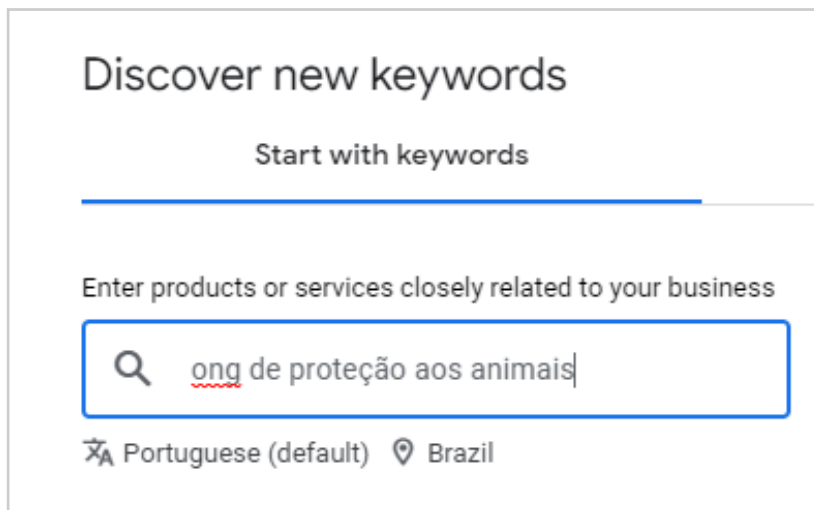 Discover new keywords
Start with keywords
Enter products or services closely related to your business
ong de proteção aos animais
Portuguese (default) Brazil